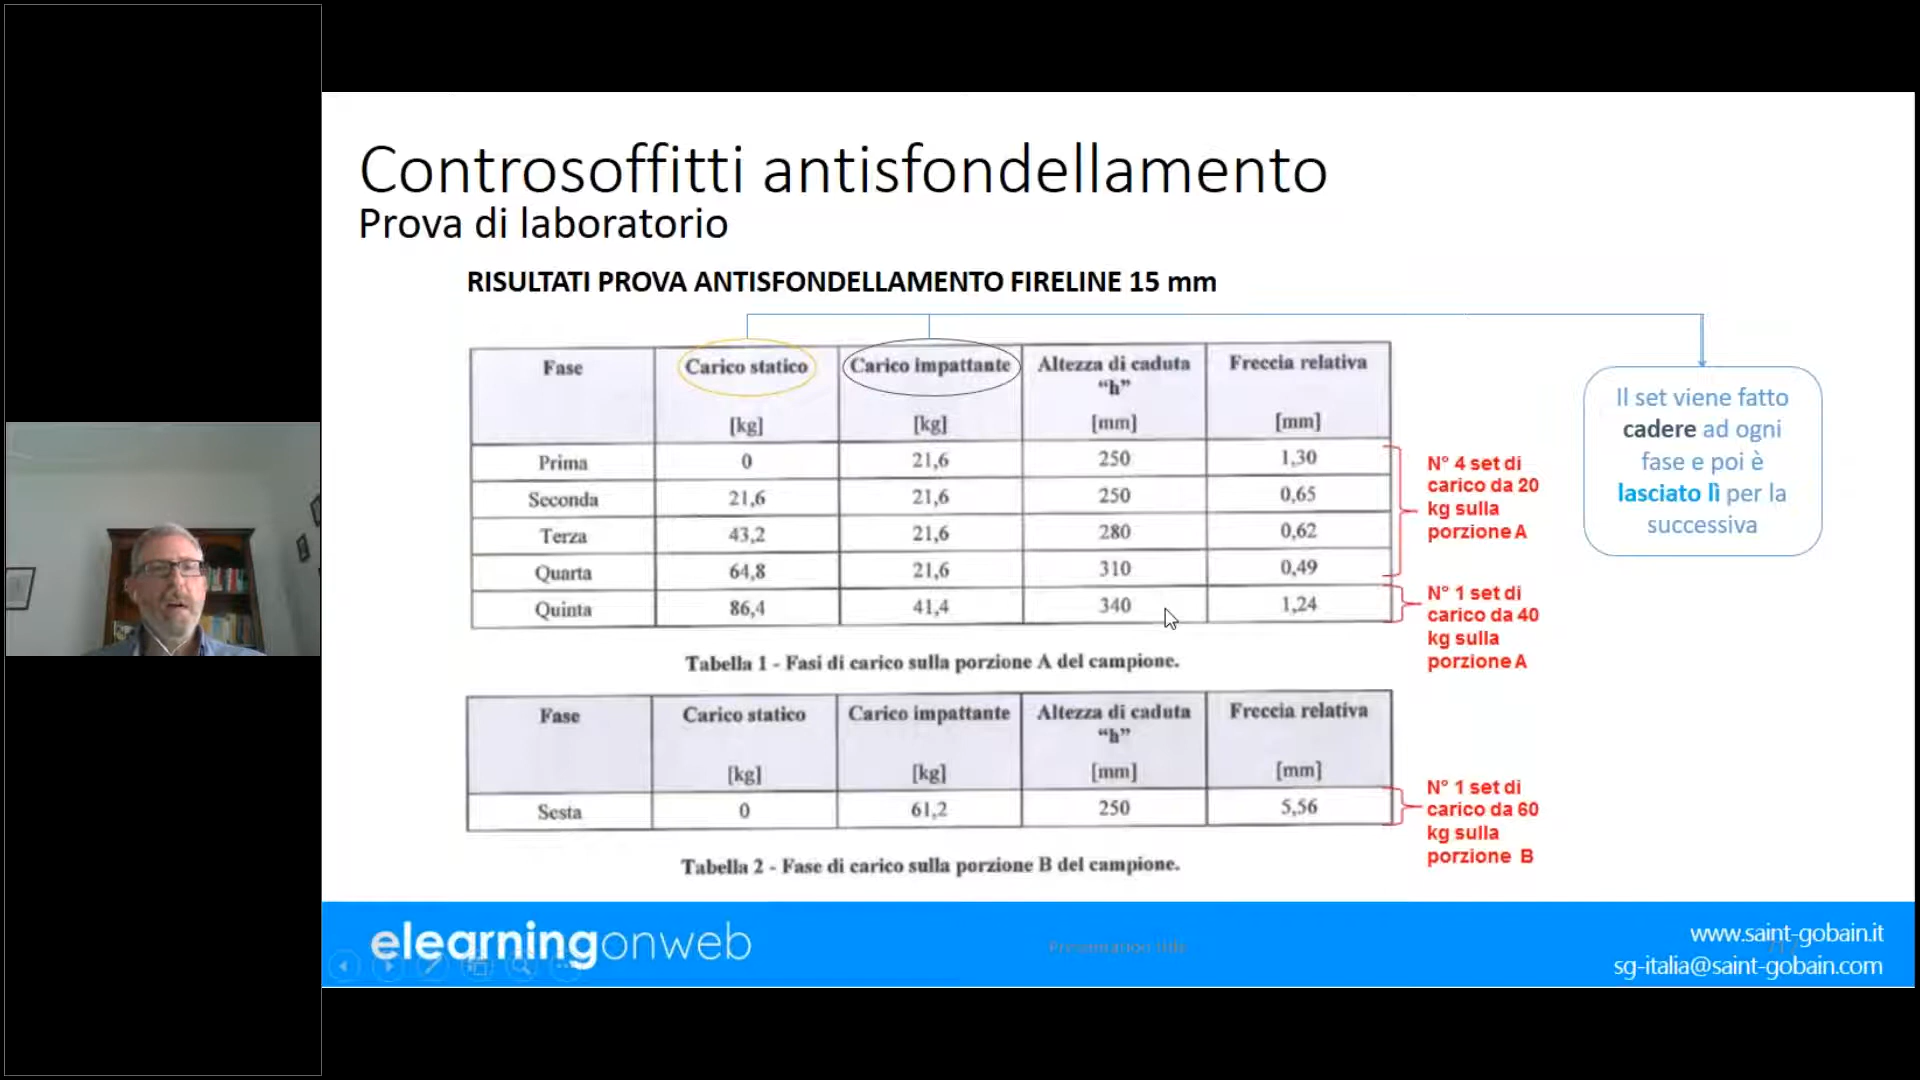 Controsoffitti antisfondellamento
Prova di laboratorio
RISULTATI PROVA ANTISFONDELLAMENTO FIRELINE 15 mm
Fase Carico statico [kg] Carico impattante [kg] Altezza di caduta “h” [mm] Freccia relativa [mm]
Prima 0 21,6 250 1,30
Seconda 21,6 21,6 250 0,65
Terza 43,2 21,6 280 0,62
Quarta 64,8 21,6 310 0,49
Quinta 86,4 41,4 340 1,24
Tabella 1 - Fasi di carico sulla porzione A del campione.
N° 4 set di
carico da 20
kg sulla
porzione A
N° 1 set di
carico da 40
kg sulla
porzione A
Il set viene fatto
cadere ad ogni
fase e poi è
lasciato lì per la
successiva
Fase Carico statico [kg] Carico impattante [kg] Altezza di caduta “h” [mm] Freccia relativa [mm]
Sesta 0 61,2 250 5,56
Tabella 2 - Fase di carico sulla porzione B del campione.
N° 1 set di
carico da 60
kg sulla
porzione B
elearningonweb
Presentation title
www.saint-gobain.it
sg-italia@saint-gobain.com